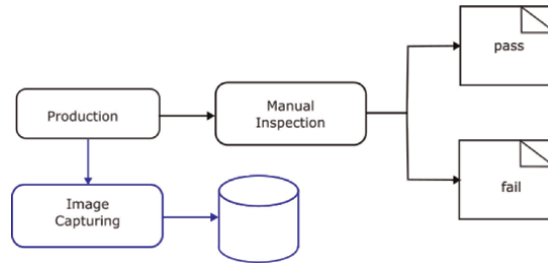 pass
Production
Manual
Inspection
fail
Image
Capturing